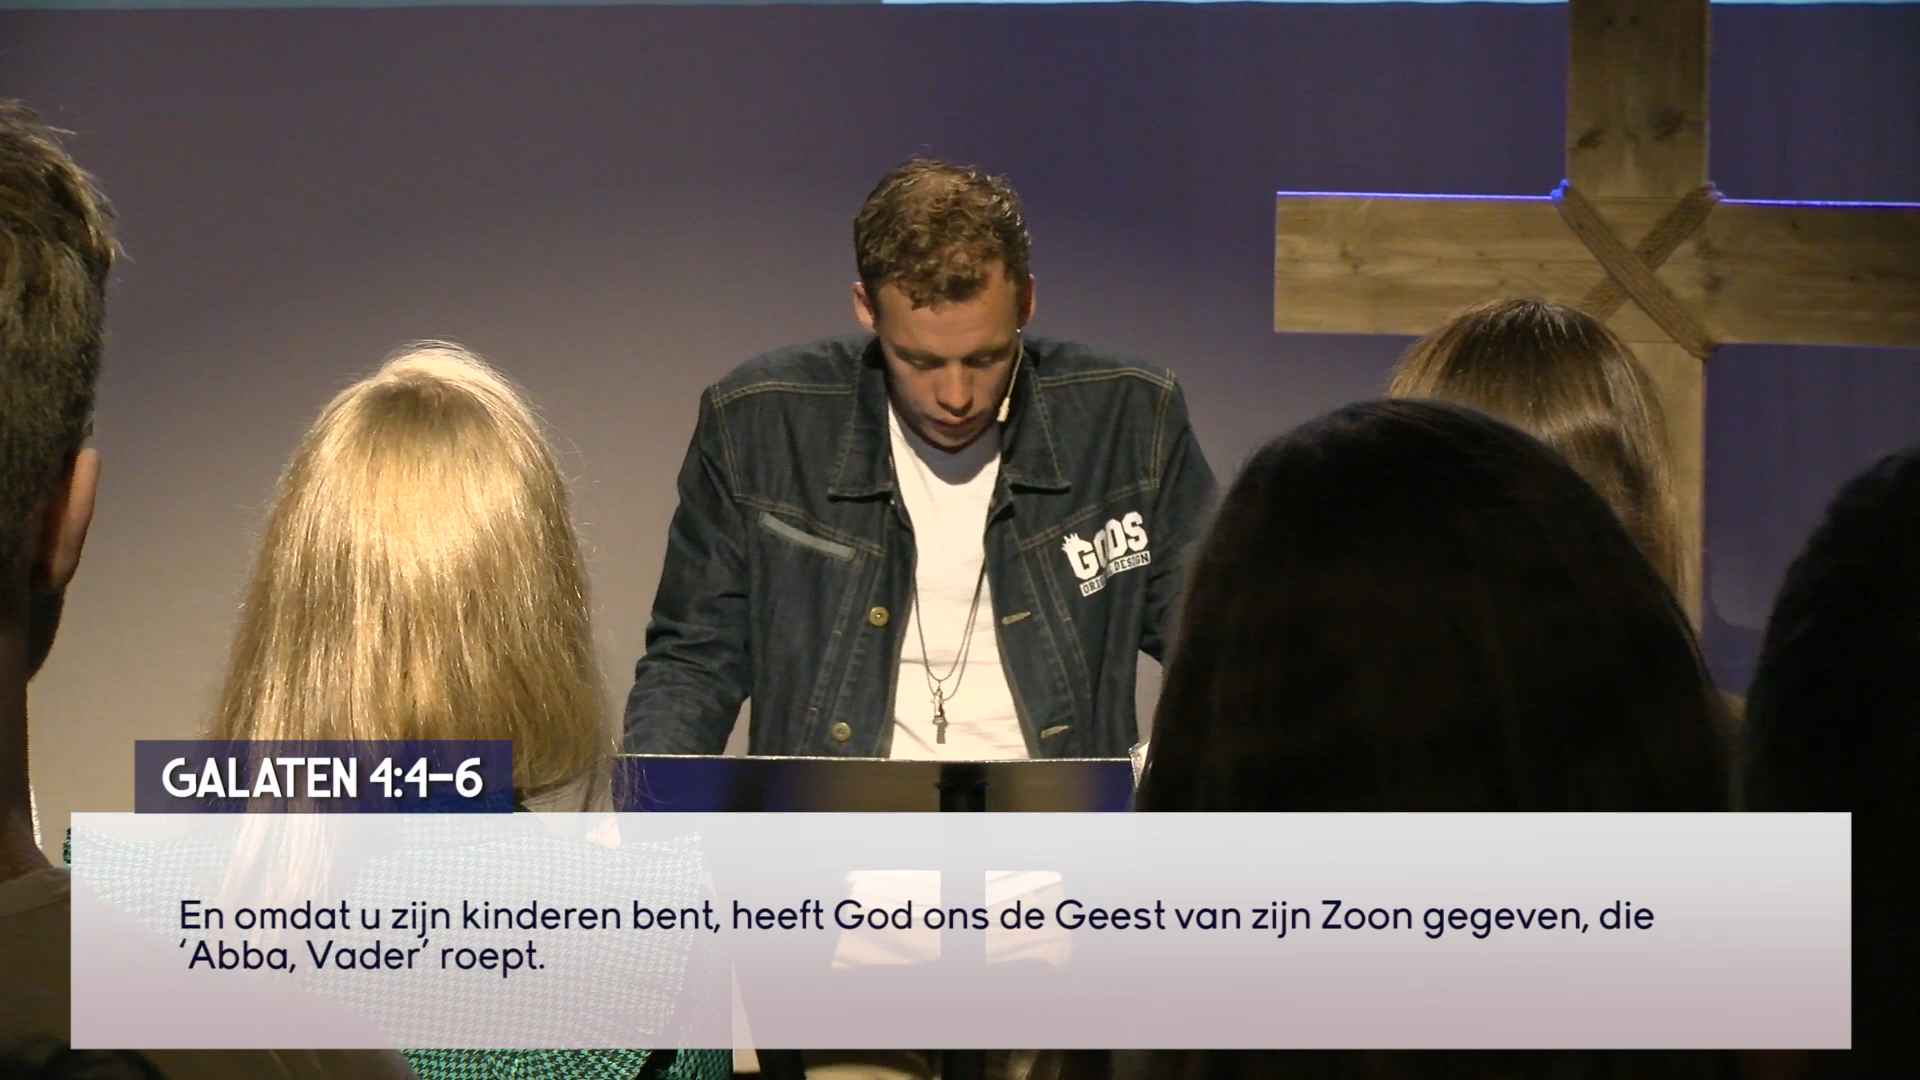 GODS
DESIGN
GALATEN 4:4–6
En omdat u zijn kinderen bent, heeft God ons de Geest van zijn Zoon gegeven, die
‘Abba, Vader’ roept.